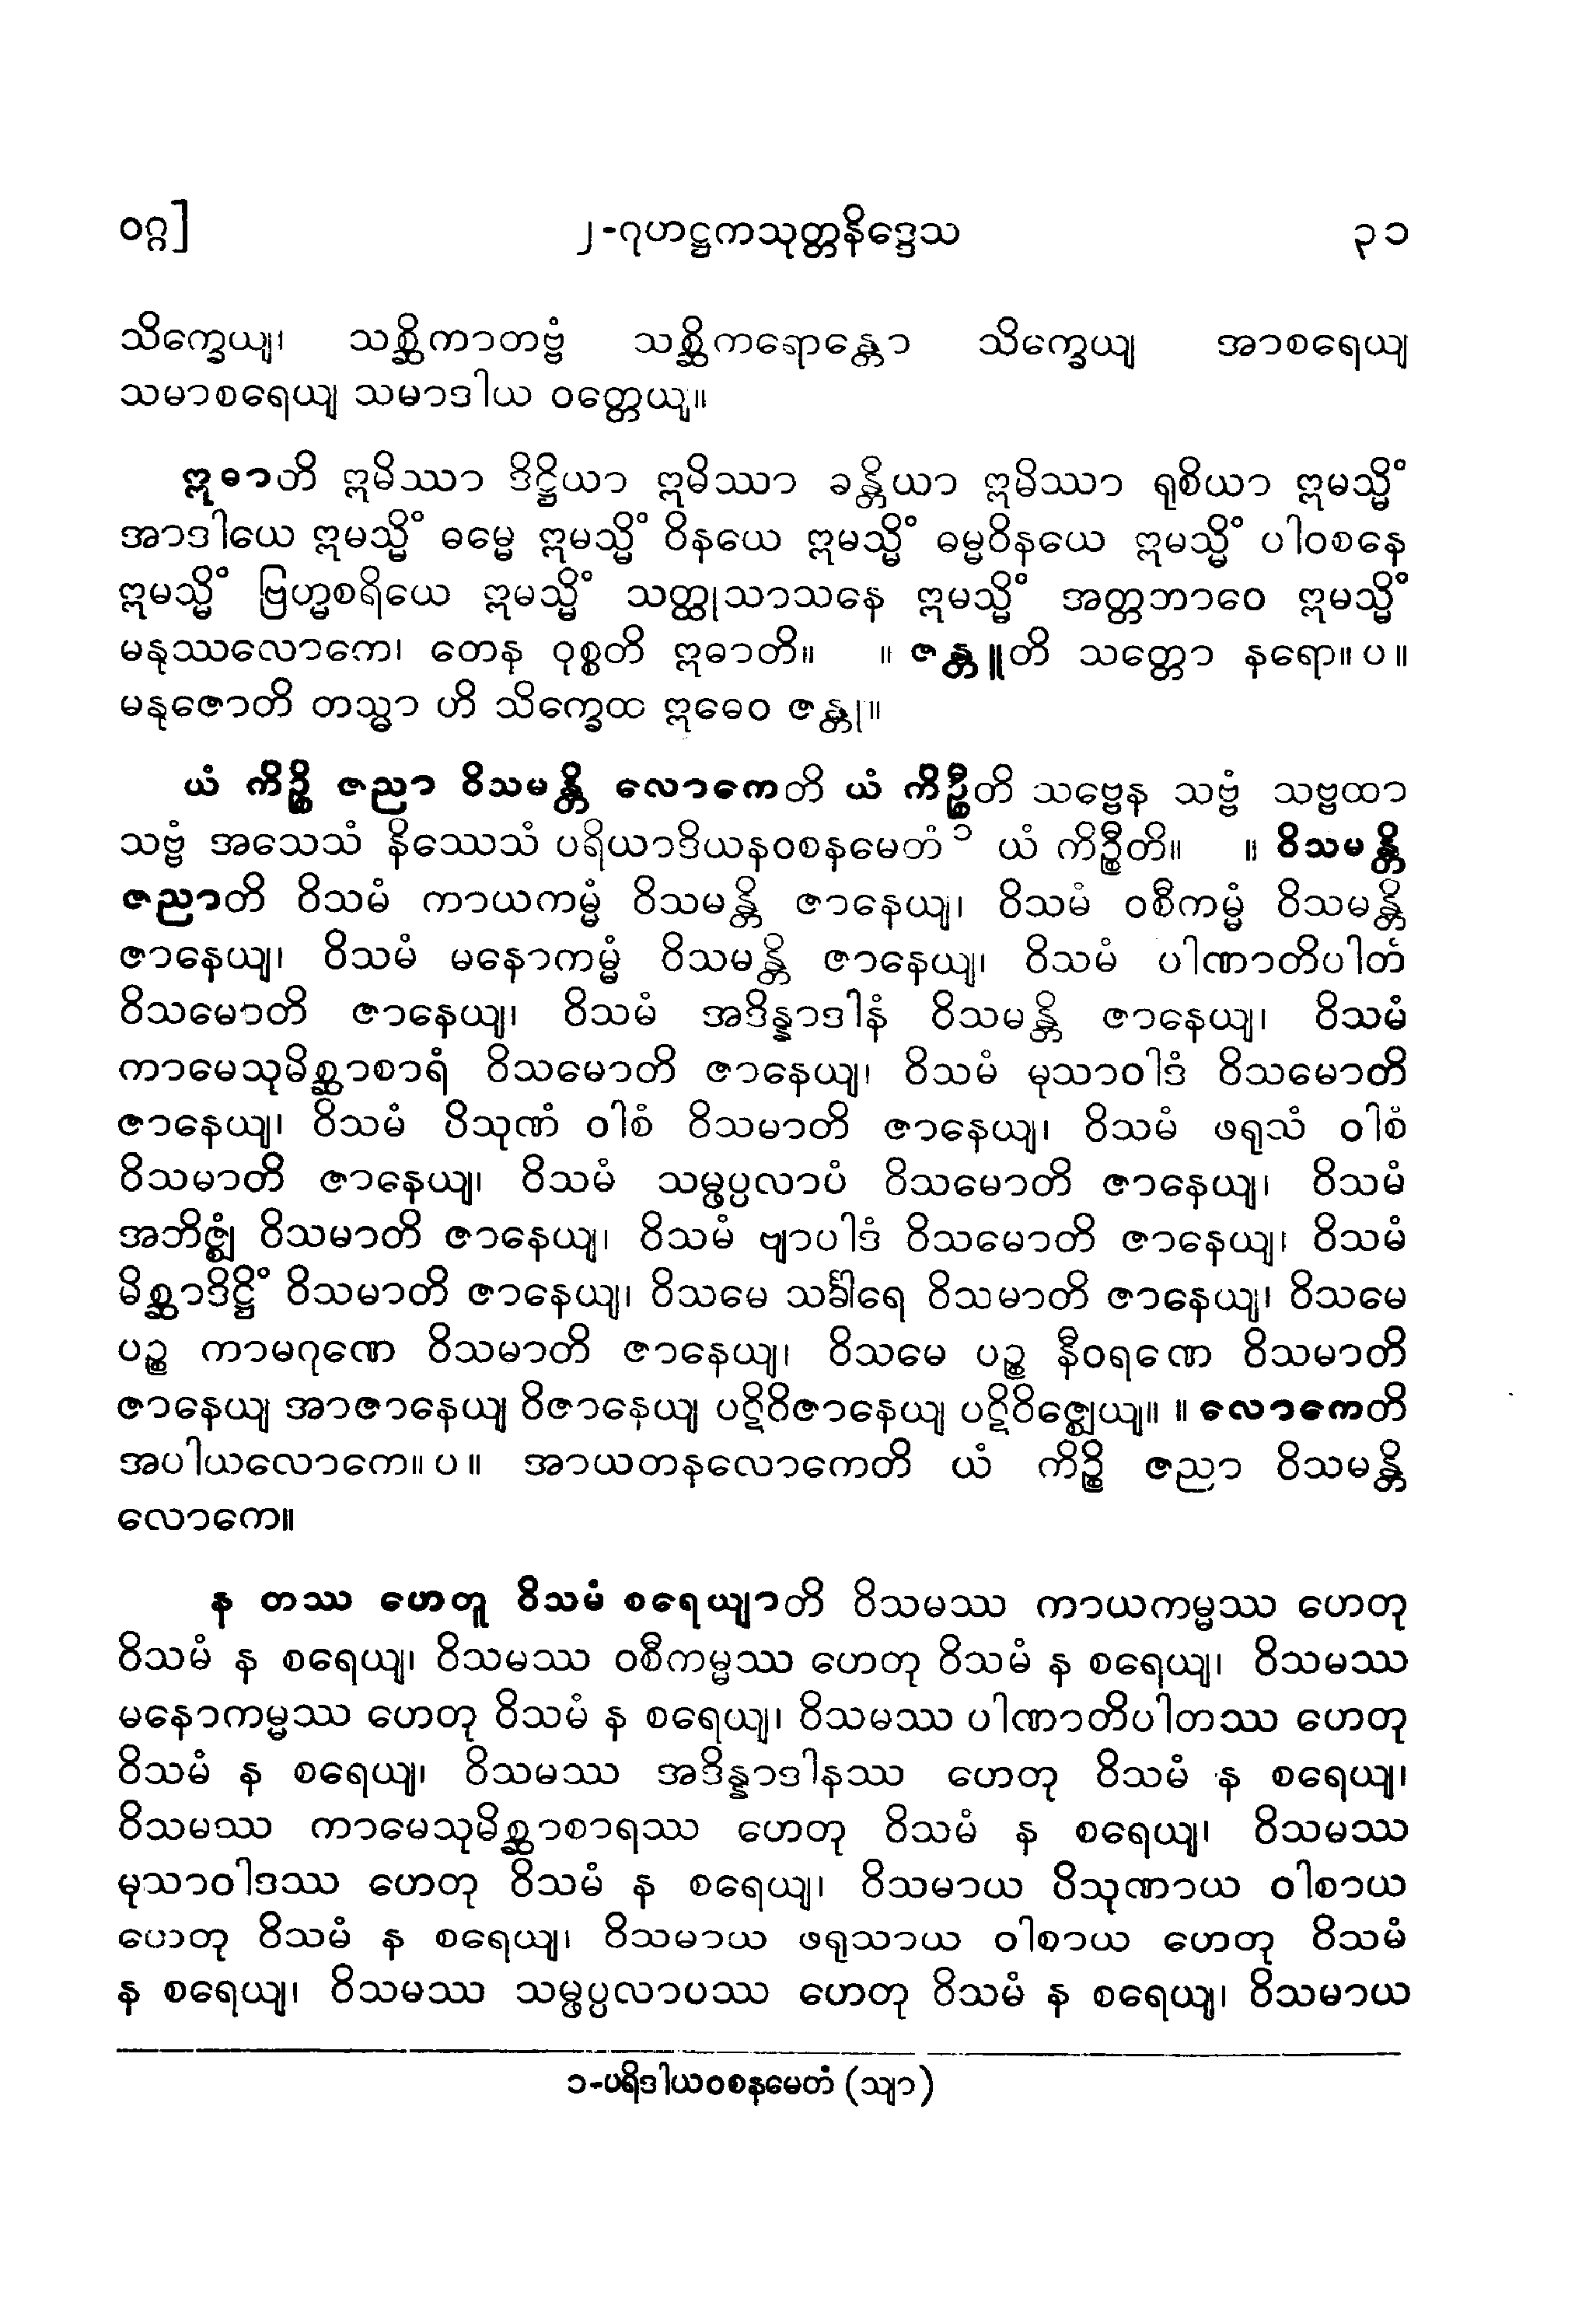 ဝဂ္ဂ]	၂-ဂုဟဋ္ဌကသုတ္တနိဒ္ဒေသ	၃၁
သိက္ခေယျ၊ သစ္ဆိကာတဗ္ဗံ သစ္ဆိကရောန္တော သိက္ခေယျ အာစရေယျ
သမာစရေယျ သမာဒါယ ဝတ္တေယျ။
ဣဓာတိ ဣမိဿာ ဒိဋ္ဌိယာ ဣမိဿာ ခန္တိယာ ဣမိဿာ ရုစိယာ ဣမသ္မိံ
အာဒါယေ ဣမသ္မိံ ဓမ္မေ ဣမသ္မိံ ဝိနယေ ဣမသ္မိံ ဓမ္မဝိနယေ ဣမသ္မိံ ပါဝစနေ
ဣမသ္မိံ ဗြဟ္မစရိယေ ဣမသ္မိံ သတ္ထုသာသနေ ဣမသ္မိံ အတ္တဘာဝေ ဣမသ္မိံ
မနုဿလောကေ၊ တေန ဝုစ္စတိ ဣဓာတိ။ ။ ဇန္တူတိ သတ္တော နရော။ ပ။
မနုဇောတိ တသ္မာ ဟိ သိက္ခေထ ဣဓေဝ ဇန္တု။
ယံ ကိဉ္စိ ဇညာ ဝိသမန္တိ လောကေတိ ယံ ကိဉ္စီတိ သဗ္ဗေန သဗ္ဗံ သဗ္ဗထာ
သဗ္ဗံ အသေသံ နိဿေသံ ပရိယာဒိယနဝစနမေတံ ၁ ယံ ကိဉ္စီတိ။ ။ ဝိသမန္တိ
ဇညာတိ ဝိသမံ ကာယကမ္မံ ဝိသမန္တိ ဇာနေယျ၊ ဝိသမံ ဝစီကမ္မံ ဝိသမန္တိ
ဇာနေယျ၊ ဝိသမံ မနောကမ္မံ ဝိသမန္တိ ဇာနေယျ၊ ဝိသမံ ပါဏာတိပါတံ
ဝိသမောတိ ဇာနေယျ၊ ဝိသမံ အဒိန္နာဒါနံ ဝိသမန္တိ ဇာနေယျ၊ ဝိသမံ
ကာမေသုမိစ္ဆာစာရံ ဝိသမောတိ ဇာနေယျ၊ ဝိသမံ မုသာဝါဒံ ဝိသမောတိ
ဇာနေယျ၊ ဝိသမံ ပိသုဏံ ဝါစံ ဝိသမာတိ ဇာနေယျ၊ ဝိသမံ ဖရုသံ ဝါစံ
ဝိသမာတိ ဇာနေယျ၊ ဝိသမံ သမ္ဖပ္ပလာပံ ဝိသမောတိ ဇာနေယျ၊ ဝိသမံ
အဘိဇ္ဈံ ဝိသမာတိ ဇာနေယျ၊ ဝိသမံ ဗျာပါဒံ ဝိသမောတိ ဇာနေယျ၊ ဝိသမံ
မိစ္ဆာဒိဋ္ဌိံ ဝိသမာတိ ဇာနေယျ၊ ဝိသမေ သင်္ခါရေ ဝိသမာတိ ဇာနေယျ၊ ဝိသမေ
ပဉ္စ ကာမဂုဏေ ဝိသမာတိ ဇာနေယျ၊ ဝိသမေ ပဉ္စ နီဝရဏေ ဝိသမာတိ
ဇာနေယျ အာဇာနေယျ ဝိဇာနေယျ ပဋိဝိဇာနေယျ ပဋိဝိဇ္ဈေယျ။ ။ လောကေတိ
အပါယလောကေ။ ပ။ အာယတနလောကေတိ ယံ ကိဉ္စိ ဇညာ ဝိသမန္တိ
လောကေ။
န တဿ ဟေတူ ဝိသမံ စရေယျာတိ ဝိသမဿ ကာယကမ္မဿ ဟေတု
ဝိသမံ န စရေယျ၊ ဝိသမဿ ဝစီကမ္မဿ ဟေတု ဝိသမံ န စရေယျ၊ ဝိသမဿ
မနောကမ္မဿ ဟေတု ဝိသမံ န စရေယျ၊ ဝိသမဿ ပါဏာတိပါတဿ ဟေတု
ဝိသမံ န စရေယျ၊ ဝိသမဿ အဒိန္နာဒါနဿ ဟေတု ဝိသမံ န စရေယျ၊
ဝိသမဿ ကာမေသုမိစ္ဆာစာရဿ ဟေတု ဝိသမံ န စရေယျ၊ ဝိသမဿ
မုသာဝါဒဿ ဟေတု ဝိသမံ န စရေယျ၊ ဝိသမာယ ပိသုဏာယ ဝါစာယ
ဟေတု ဝိသမံ န စရေယျ၊ ဝိသမာယ ဖရုသာယ ဝါစာယ ဟေတု ဝိသမံ
န စရေယျ၊ ဝိသမဿ သမ္ဖပ္ပလာပဿ ဟေတု ဝိသမံ န စရေယျ၊ ဝိသမာယ
၁-ပရိဒါယဝစနမေတံ (သျာ)